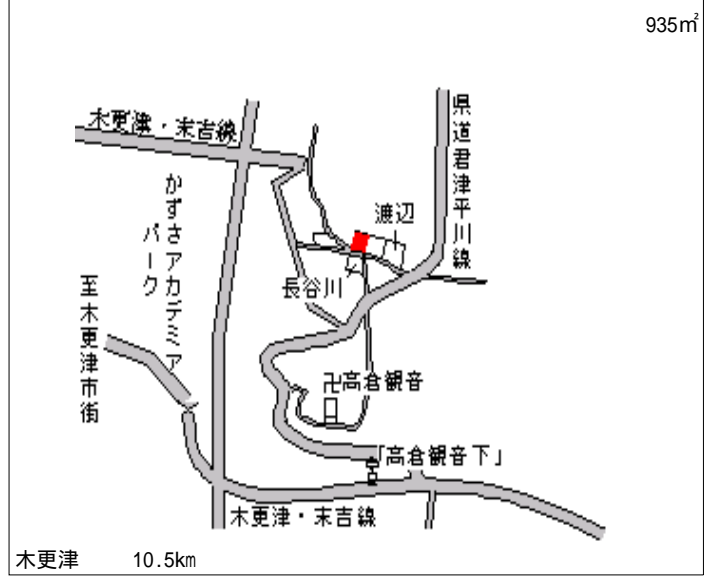 935㎡
木更津・末吉線
県道君津平川線
かずさアカデミア
パーク
渡辺
長谷川
至木更津市街
卍高倉観音
「高倉観音下」
木更津・末吉線
木更津 10.5km